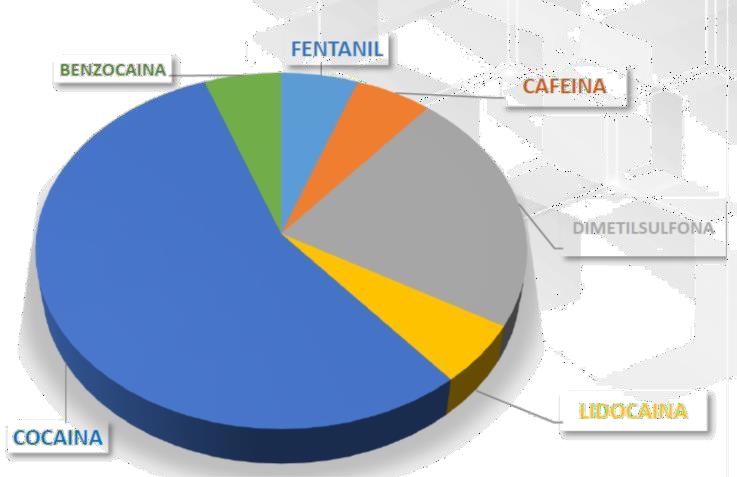 FENTANIL
BENZOCAINA
CAFEINA
DIMETILSULFONA
LIDOCAINA
COCAINA